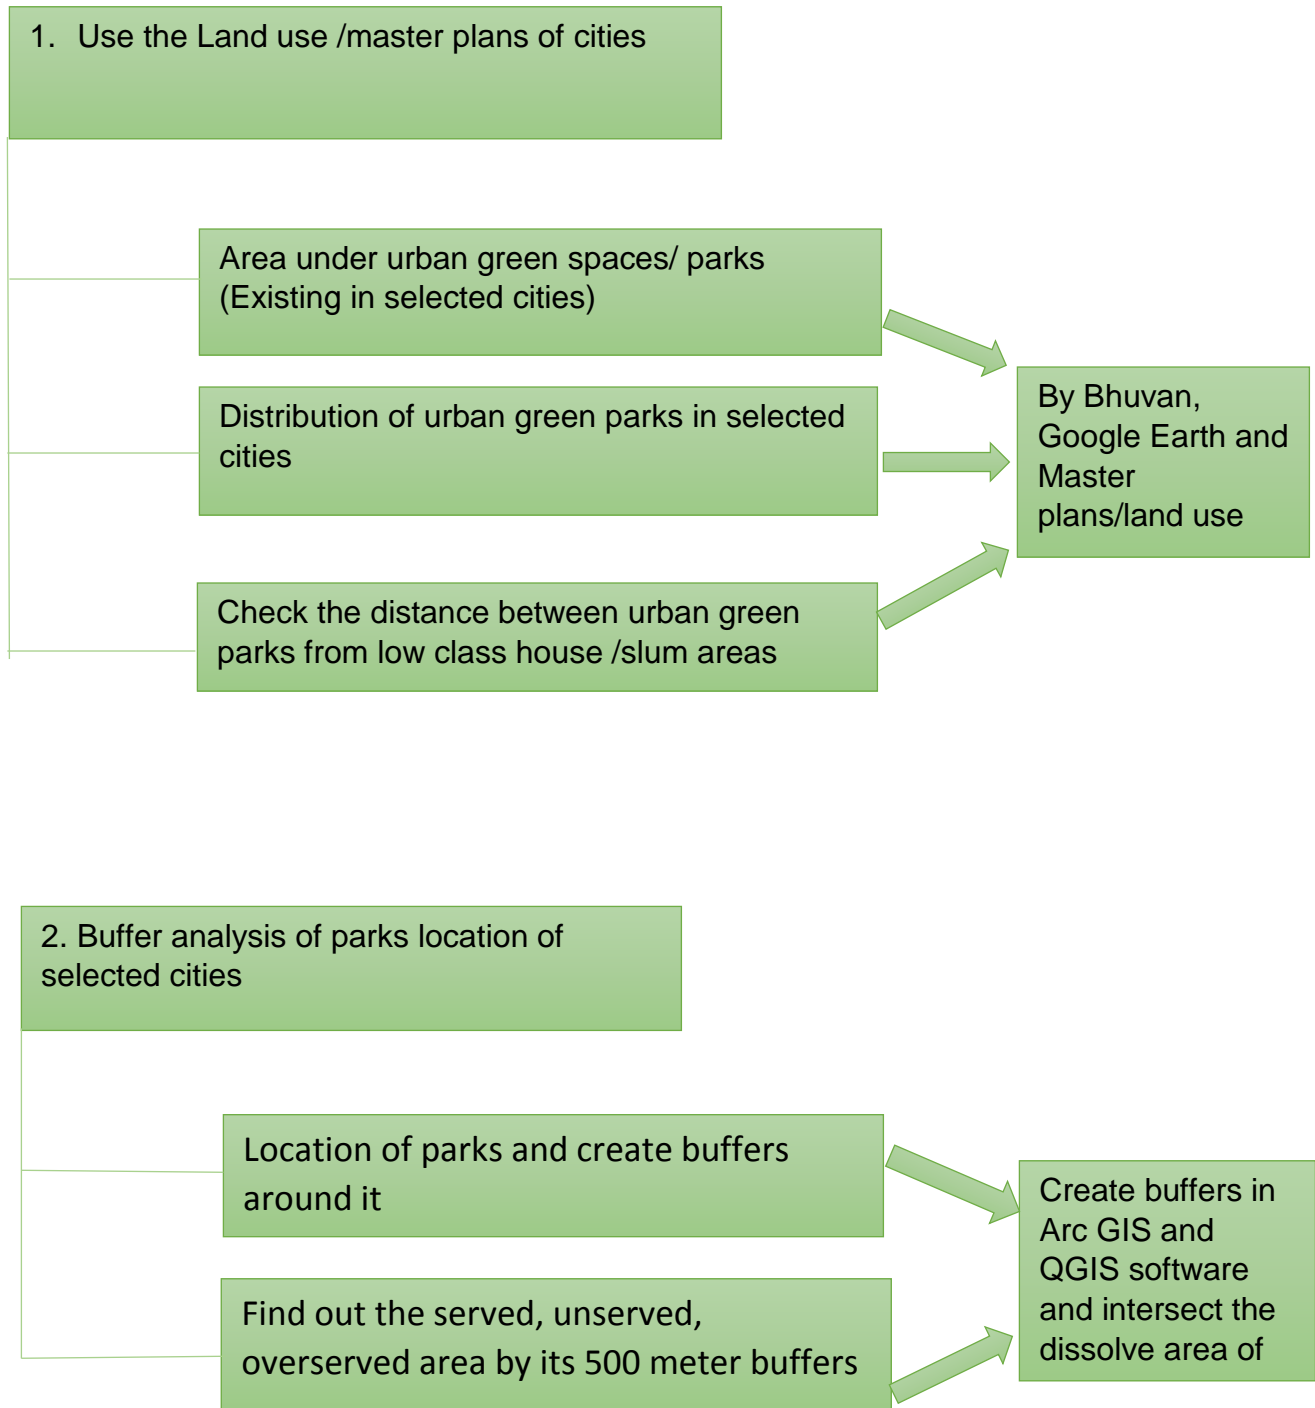 1. Use the Land use /master plans of cities
Area under urban green spaces/ parks
(Existing in selected cities)
Distribution of urban green parks in selected
cities
Check the distance between urban green
parks from low class house /slum areas
By Bhuvan,
Google Earth and
Master
plans/land use
2. Buffer analysis of parks location of
selected cities
Location of parks and create buffers
around it
Find out the served, unserved,
overserved area by its 500 meter buffers
Create buffers in
Arc GIS and
QGIS software
and intersect the
dissolve area of